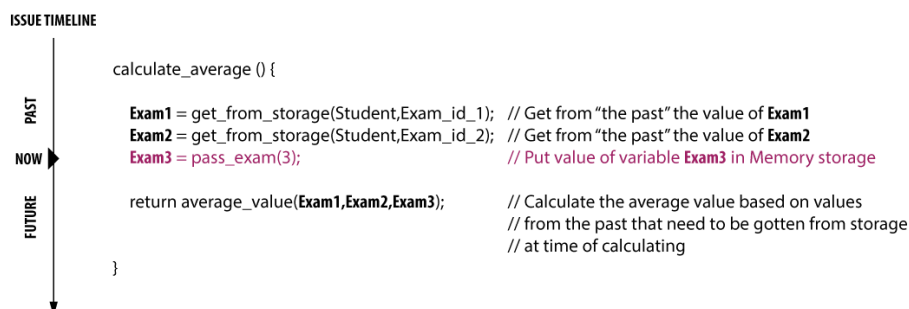 ISSUE TIMELINE
calculate_average () {
PAST
Exam1 = get_from_storage(Student,Exam_id_1); // Get from “the past” the value of Exam1
Exam2 = get_from_storage(Student,Exam_id_2); // Get from “the past” the value of Exam2
NOW
Exam3 = pass_exam(3); // Put value of variable Exam3 in Memory storage
FUTURE
return average_value(Exam1,Exam2,Exam3); // Calculate the average value based on values
// from the past that need to be gotten from storage
// at time of calculating
}